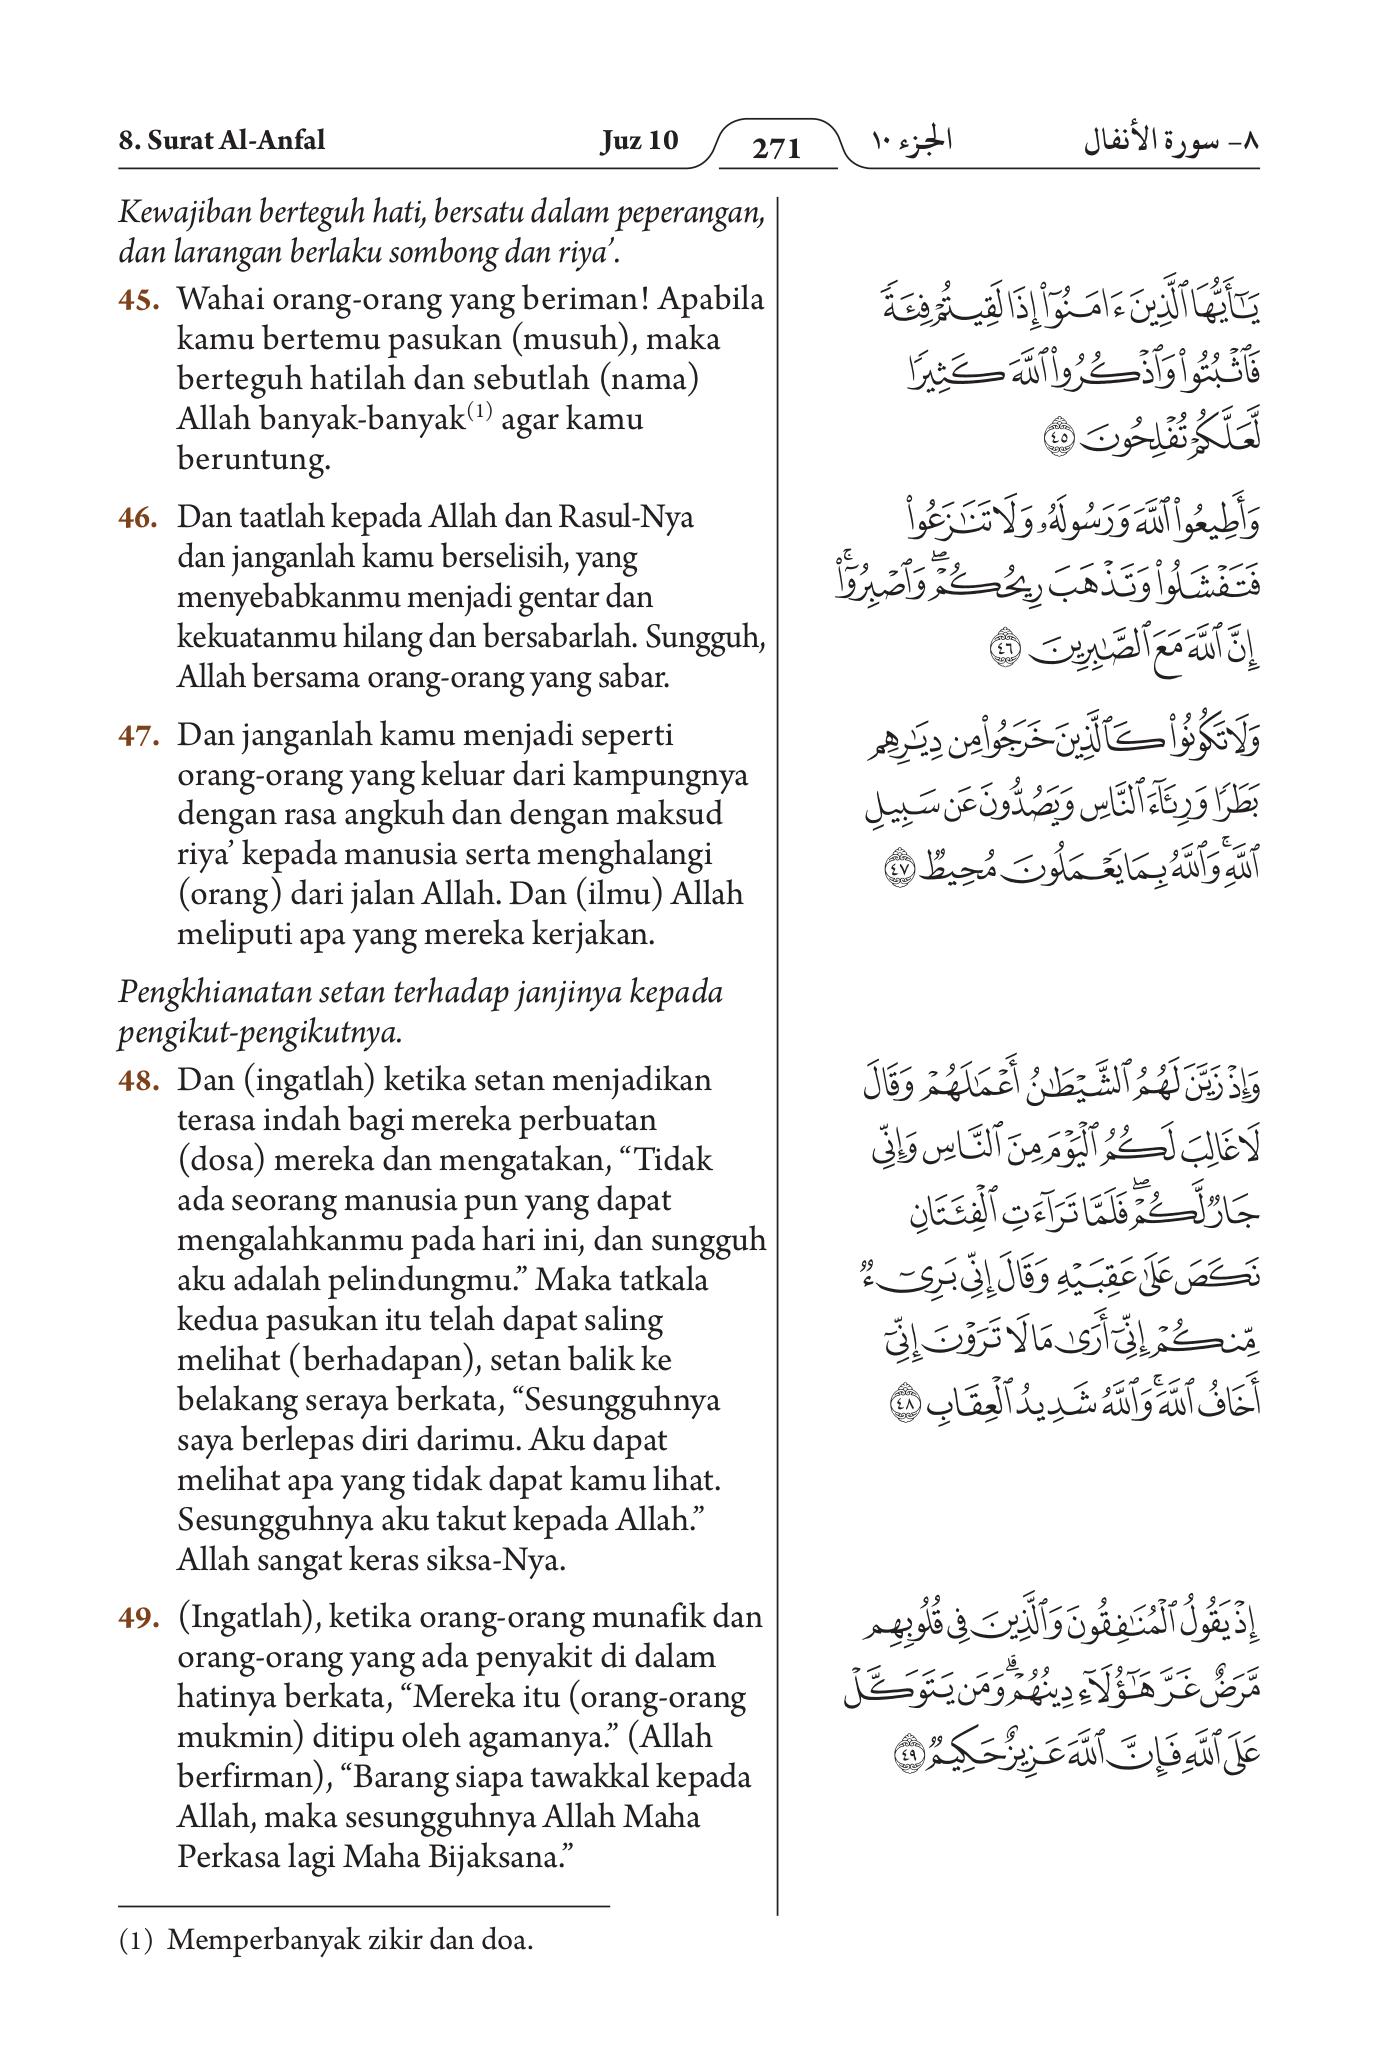 8. Surat Al-Anfal
Juz 10
271
الجزء ١٠
٨- سورة الأنفال
Kewajiban berteguh hati, bersatu dalam peperangan,
dan larangan berlaku sombong dan riya’.
45. Wahai orang-orang yang beriman! Apabila
kamu bertemu pasukan (musuh), maka
berteguh hatilah dan sebutlah (nama)
Allah banyak-banyak(1) agar kamu
beruntung.
46. Dan taatlah kepada Allah dan Rasul-Nya
dan janganlah kamu berselisih, yang
menyebabkanmu menjadi gentar dan
kekuatanmu hilang dan bersabarlah. Sungguh,
Allah bersama orang-orang yang sabar.
47. Dan janganlah kamu menjadi seperti
orang-orang yang keluar dari kampungnya
dengan rasa angkuh dan dengan maksud
riya’ kepada manusia serta menghalangi
(orang) dari jalan Allah. Dan (ilmu) Allah
meliputi apa yang mereka kerjakan.
Pengkhianatan setan terhadap janjinya kepada
pengikut-pengikutnya.
48. Dan (ingatlah) ketika setan menjadikan
terasa indah bagi mereka perbuatan
(dosa) mereka dan mengatakan, “Tidak
ada seorang manusia pun yang dapat
mengalahkanmu pada hari ini, dan sungguh
aku adalah pelindungmu.” Maka tatkala
kedua pasukan itu telah dapat saling
melihat (berhadapan), setan balik ke
belakang seraya berkata, “Sesungguhnya
saya berlepas diri darimu. Aku dapat
melihat apa yang tidak dapat kamu lihat.
Sesungguhnya aku takut kepada Allah.”
Allah sangat keras siksa-Nya.
49. (Ingatlah), ketika orang-orang munafik dan
orang-orang yang ada penyakit di dalam
hatinya berkata, “Mereka itu (orang-orang
mukmin) ditipu oleh agamanya.” (Allah
berfirman), “Barang siapa tawakkal kepada
Allah, maka sesungguhnya Allah Maha
Perkasa lagi Maha Bijaksana.”
(1) Memperbanyak zikir dan doa.
يَـٰٓأَيُّهَا ٱلَّذِينَ ءَامَنُوٓا۟ إِذَا لَقِيتُمْ فِئَةً
فَٱثْبُتُوا۟ وَٱذْكُرُوا۟ ٱللَّهَ كَثِيرًا
لَّعَلَّكُمْ تُفْلِحُونَ ٤٥
وَأَطِيعُوا۟ ٱللَّهَ وَرَسُولَهُۥ وَلَا تَنَـٰزَعُوا۟
فَتَفْشَلُوا۟ وَتَذْهَبَ رِيحُكُمْ ۖ وَٱصْبِرُوٓا۟ ۚ
إِنَّ ٱللَّهَ مَعَ ٱلصَّـٰبِرِينَ ٤٦
وَلَا تَكُونُوا۟ كَٱلَّذِينَ خَرَجُوا۟ مِن دِيَـٰرِهِم
بَطَرًا وَرِئَآءَ ٱلنَّاسِ وَيَصُدُّونَ عَن سَبِيلِ
ٱللَّهِ ۚ وَٱللَّهُ بِمَا يَعْمَلُونَ مُحِيطٌ ٤٧
وَإِذْ زَيَّنَ لَهُمُ ٱلشَّيْطَـٰنُ أَعْمَـٰلَهُمْ وَقَالَ
لَا غَالِبَ لَكُمُ ٱلْيَوْمَ مِنَ ٱلنَّاسِ وَإِنِّى
جَارٌ لَّكُمْ ۖ فَلَمَّا تَرَآءَتِ ٱلْفِئَتَانِ
نَكَصَ عَلَىٰ عَقِبَيْهِ وَقَالَ إِنِّى بَرِىٓءٌ
مِّنكُمْ إِنِّىٓ أَرَىٰ مَا لَا تَرَوْنَ إِنِّىٓ
أَخَافُ ٱللَّهَ ۚ وَٱللَّهُ شَدِيدُ ٱلْعِقَابِ ٤٨
إِذْ يَقُولُ ٱلْمُنَـٰفِقُونَ وَٱلَّذِينَ فِى قُلُوبِهِم
مَّرَضٌ غَرَّ هَـٰٓؤُلَآءِ دِينُهُمْ ۗ وَمَن يَتَوَكَّلْ
عَلَى ٱللَّهِ فَإِنَّ ٱللَّهَ عَزِيزٌ حَكِيمٌ ٤٩